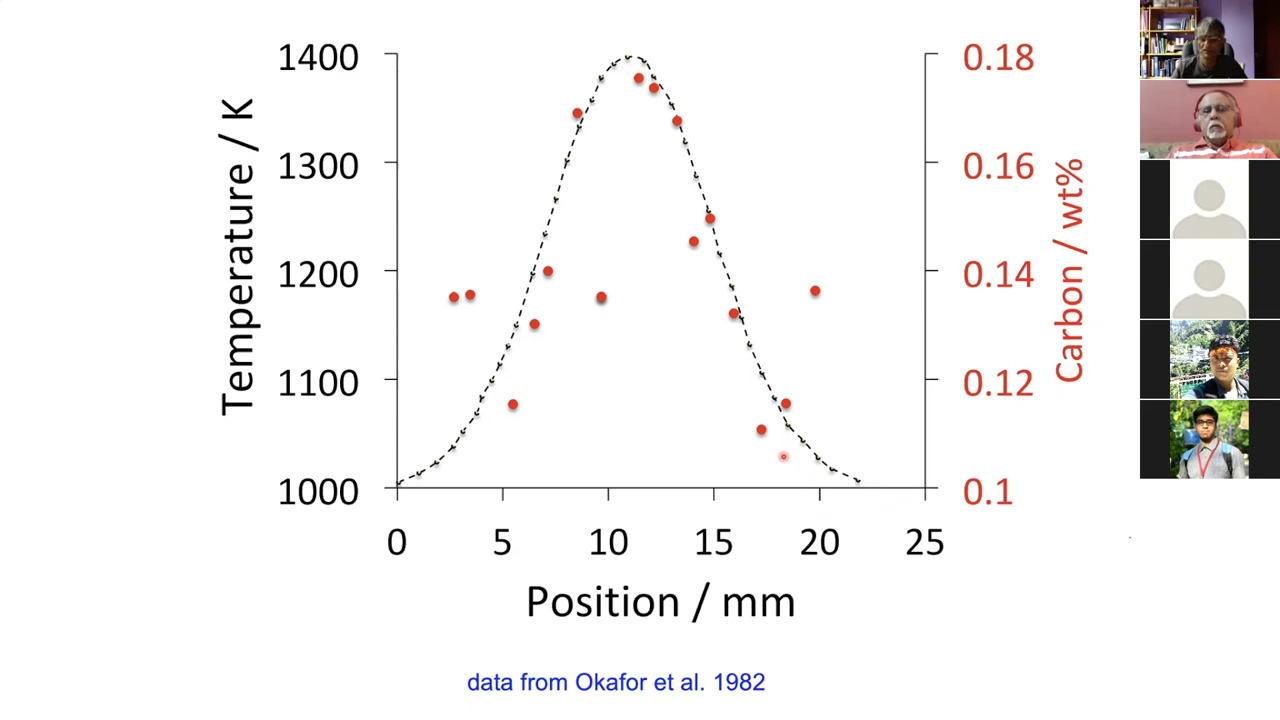 1400
1300
1200
1100
1000
Temperature / K
0.18
0.16
0.14
0.12
0.1
Carbon / wt%
0 5 10 15 20 25
Position / mm
data from Okafor et al. 1982